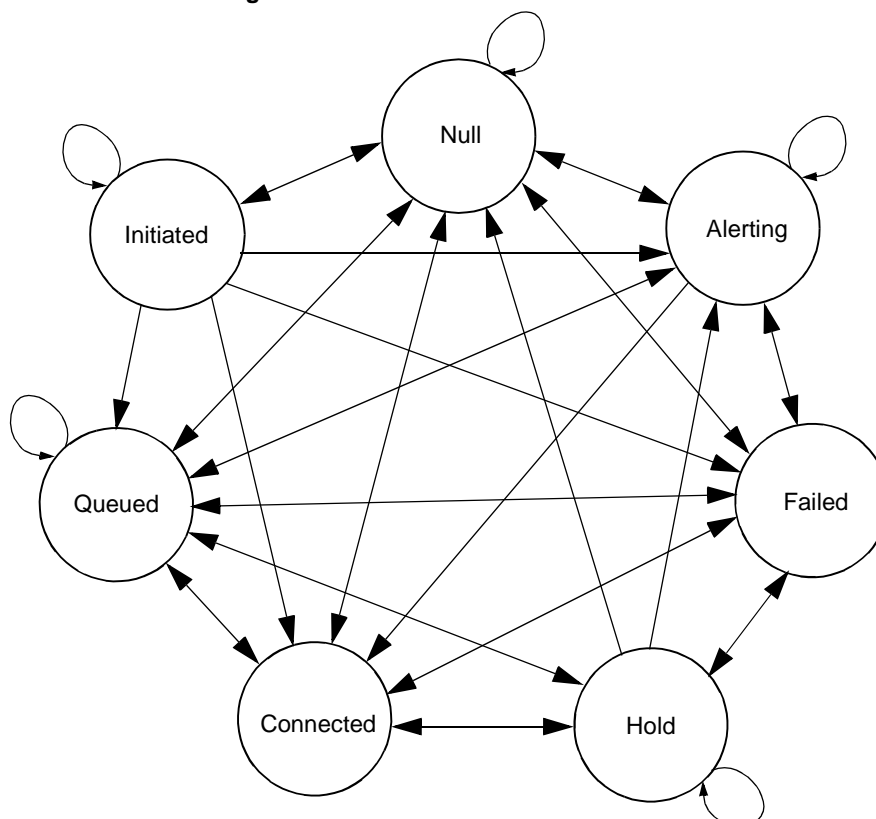 Null
Alerting
Initiated
Queued
Failed
Connected
Hold